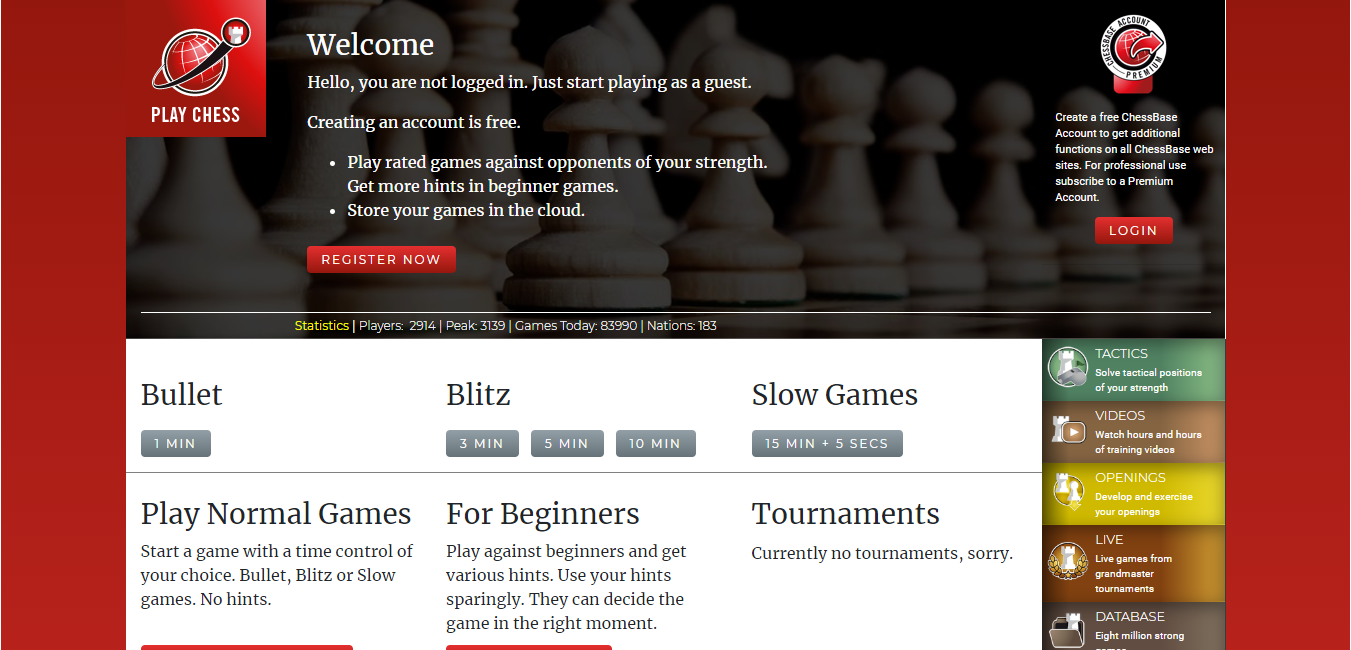 PLAY CHESS
Welcome
Hello, you are not logged in. Just start playing as a guest.
Creating an account is free.
Play rated games against opponents of your strength.
Get more hints in beginner games.
Store your games in the cloud.
REGISTER NOW
CHESSBASE ACCOUNT
PREMIUM
Create a free ChessBase
Account to get additional
functions on all ChessBase web
sites. For professional use
subscribe to a Premium
Account.
LOGIN
Statistics | Players: 2914 | Peak: 3139 | Games Today: 83990 | Nations: 183
Bullet
1 MIN
Blitz
3 MIN 5 MIN 10 MIN
Slow Games
15 MIN + 5 SECS
Play Normal Games
Start a game with a time control of
your choice. Bullet, Blitz or Slow
games. No hints.
For Beginners
Play against beginners and get
various hints. Use your hints
sparingly. They can decide the
game in the right moment.
Tournaments
Currently no tournaments, sorry.
TACTICS
Solve tactical positions
of your strength
VIDEOS
Watch hours and hours
of training videos
OPENINGS
Develop and exercise
your openings
LIVE
Live games from
grandmaster
tournaments
DATABASE
Eight million strong